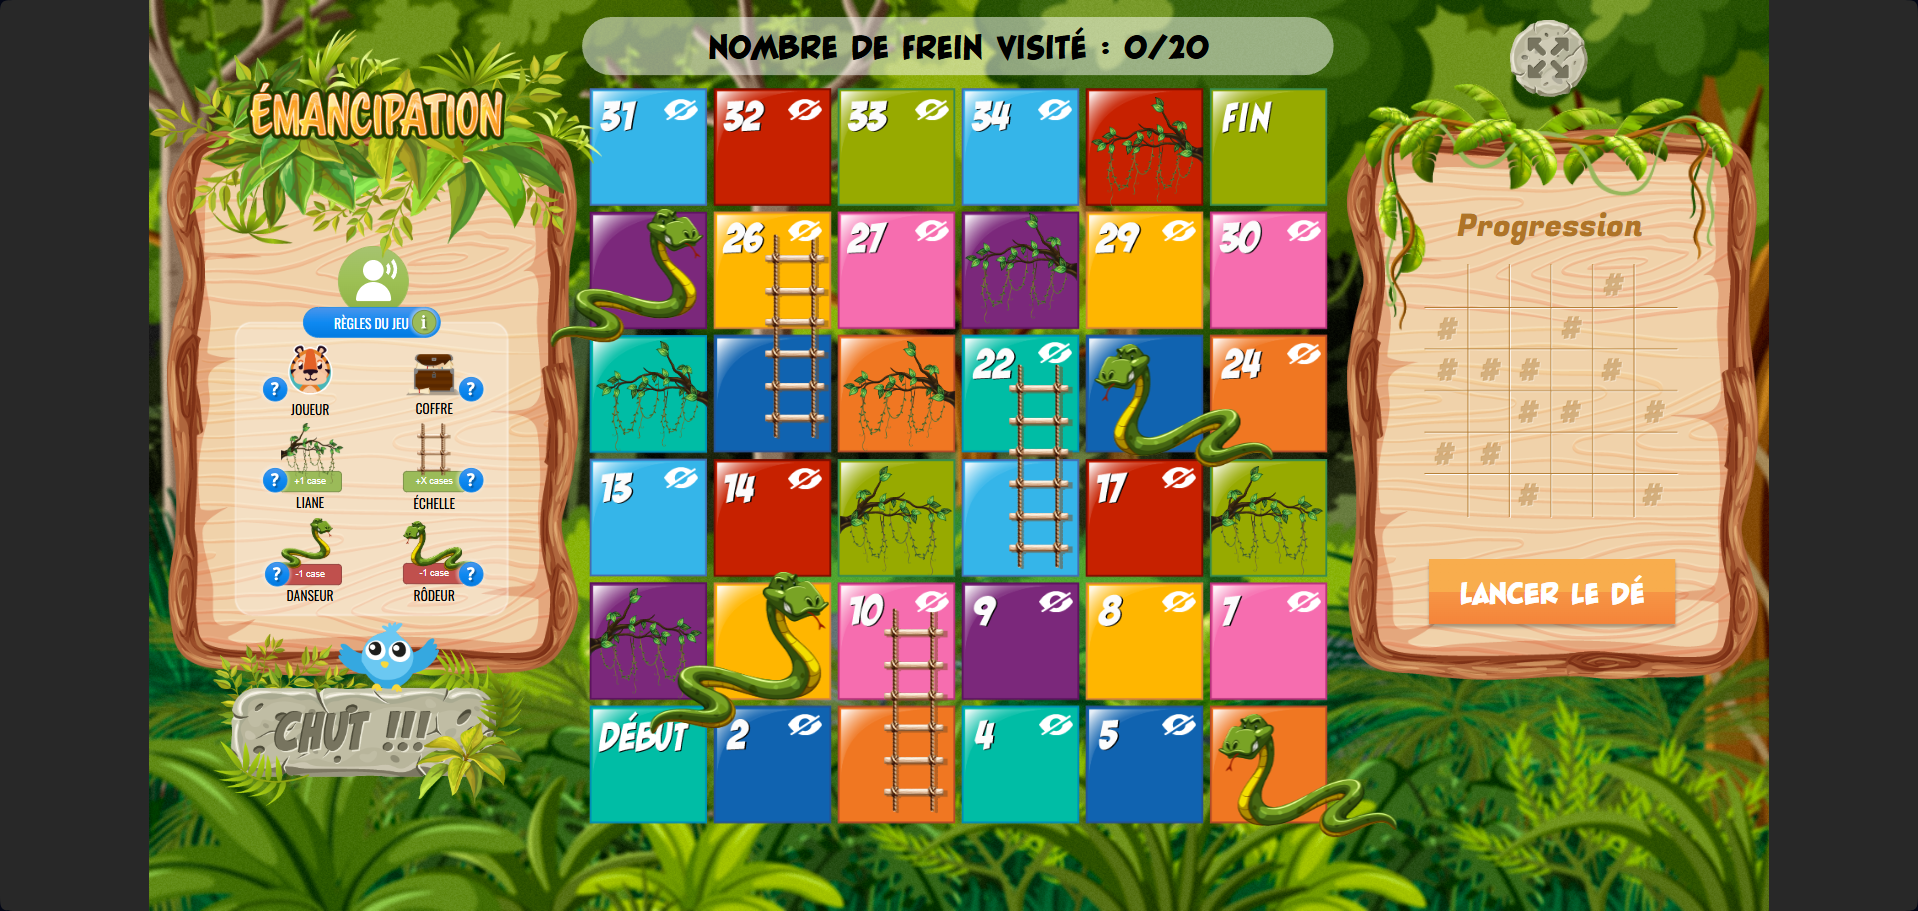 NOMBRE DE FREIN VISITÉ : 0/20
ÉMANCIPATION
RÈGLES DU JEU i
? JOUEUR
COFFRE ?
? +1 case
LIANE
+X cases ?
ÉCHELLE
? -1 case
DANSEUR
-1 case ?
RÔDEUR
CHUT !!!
31 32 33 34 FIN
26 27 29 30
22 24
13 14 17
10 9 8 7
DÉBUT 2 4 5
Progression
#
# #
# # # #
# # #
# #
# #
LANCER LE DÉ